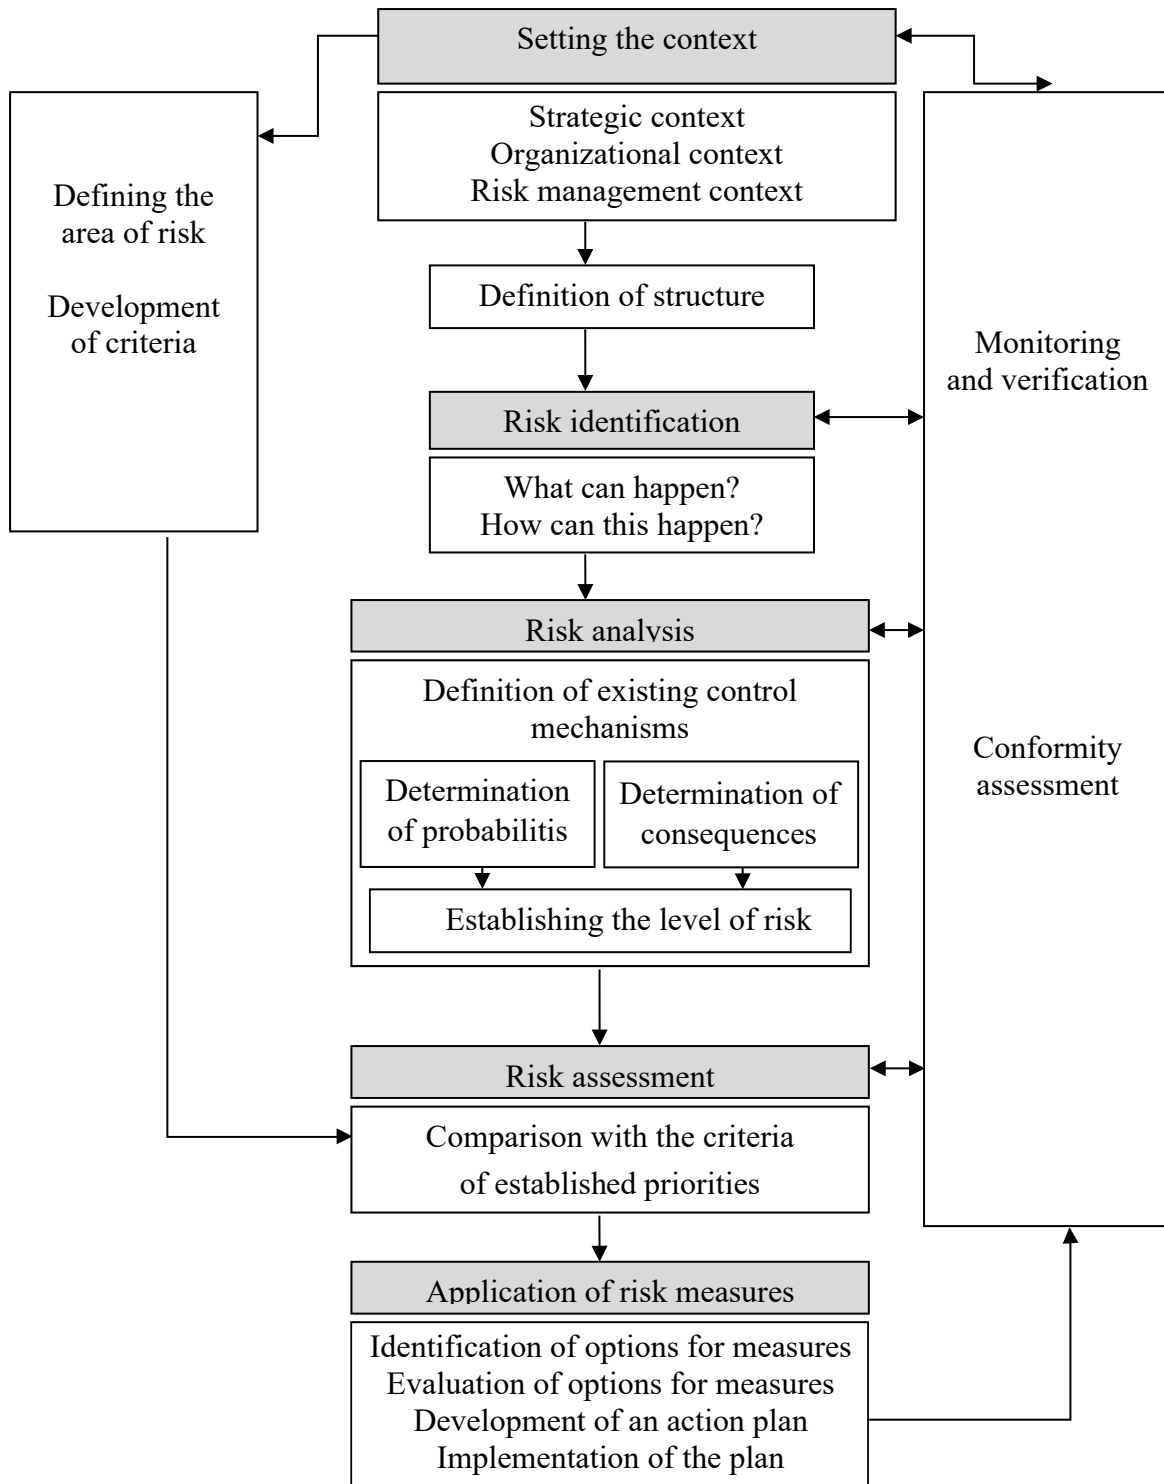 Setting the context
Strategic context
Organizational context
Risk management context
Defining the
area of risk
Development
of criteria
Definition of structure
Monitoring
and verification
Risk identification
What can happen?
How can this happen?
Risk analysis
Definition of existing control
mechanisms
Conformity
assessment
Determination
of probabilitis
Determination of
consequences
Establishing the level of risk
Risk assessment
Comparison with the criteria
of established priorities
Application of risk measures
Identification of options for measures
Evaluation of options for measures
Development of an action plan
Implementation of the plan